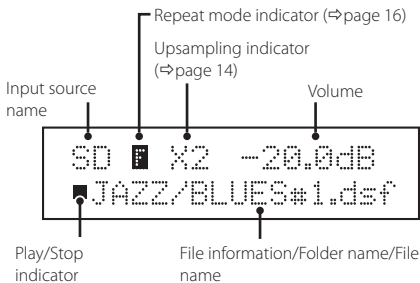 Repeat mode indicator (⇨page 16)
Upsampling indicator
(⇨page 14)
Input source
name
Volume
SD F X2 -20.0dB
JAZZ/BLUES#1.dsf
Play/Stop
indicator
File information/Folder name/File
name